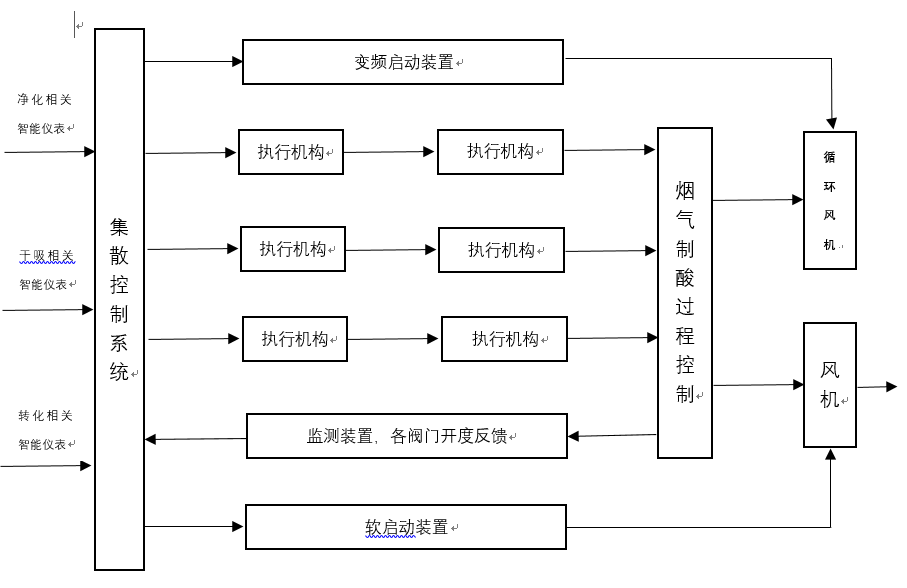 变频启动装置
净化相关
智能仪表
执行机构
执行机构
循
环
风
机
烟
气
制
酸
过
程
控
制
集
散
控
制
系
统
干吸相关
智能仪表
执行机构
执行机构
执行机构
执行机构
风
机
转化相关
智能仪表
监测装置，各阀门开度反馈
软启动装置